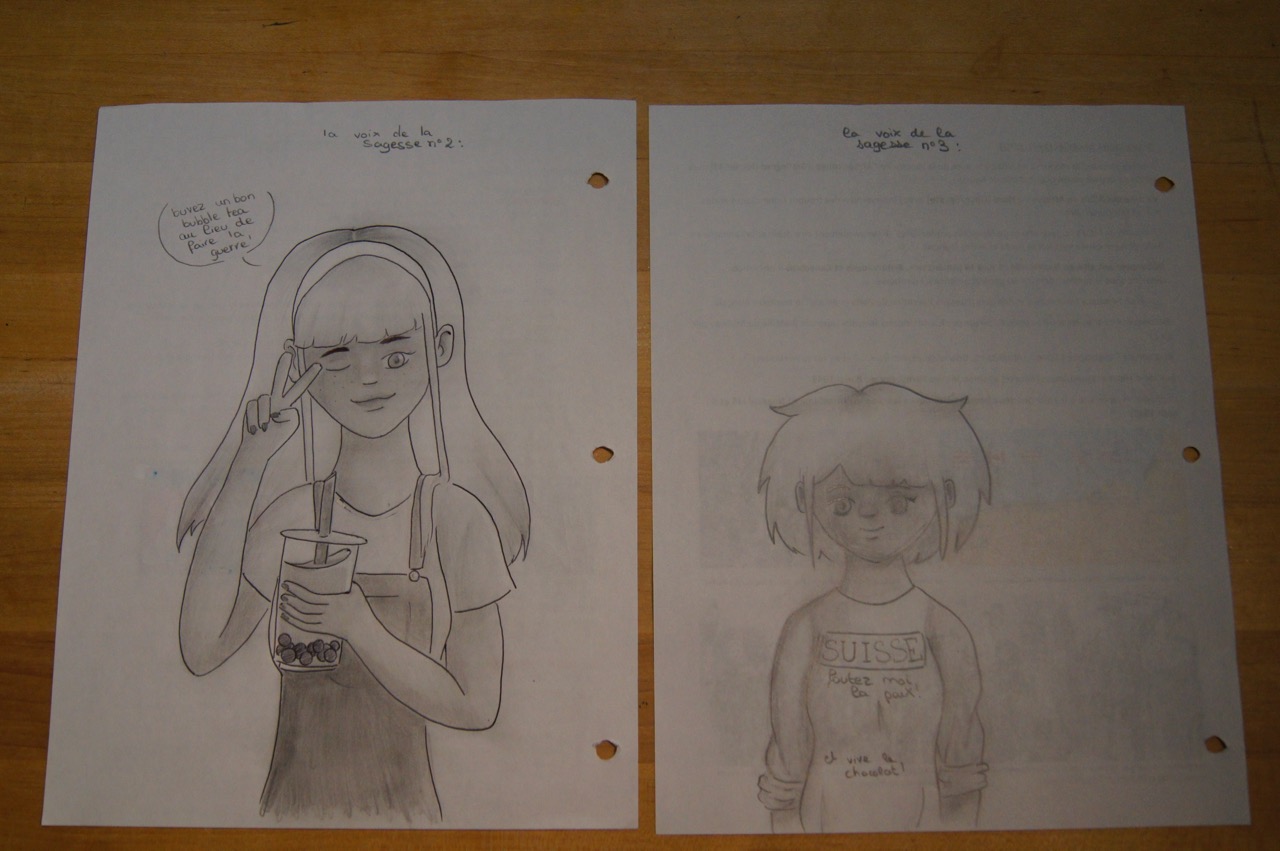 la voix de la
sagesse n°2 :
buvez un bon
bubble tea
au lieu de
faire la
guerre!
la voix de la
sagesse n°3 :
SUISSE
foutez moi
la paix!
et vive le
chocolat!